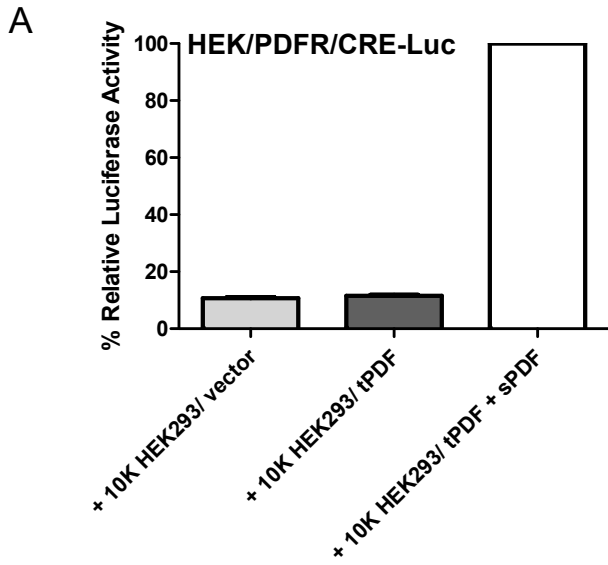 A
HEK/PDFR/CRE-Luc
% Relative Luciferase Activity
100
80
60
40
20
0
+ 10K HEK293/ vector
+ 10K HEK293/ tPDF
+ 10K HEK293/ tPDF + sPDF